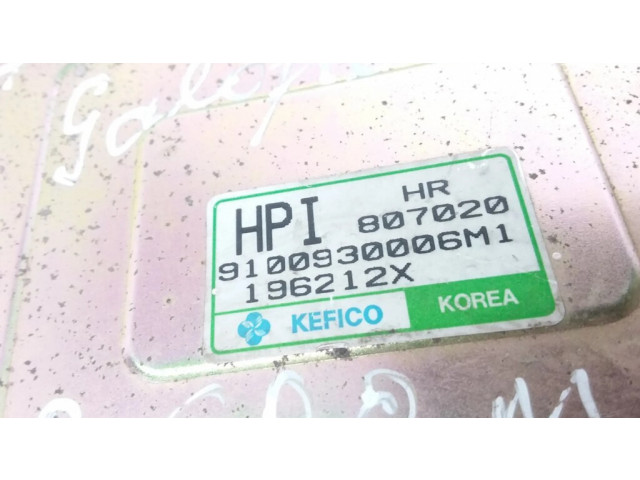 HR
HPI 807020
9100930006M1
196212X
KEFICO KOREA